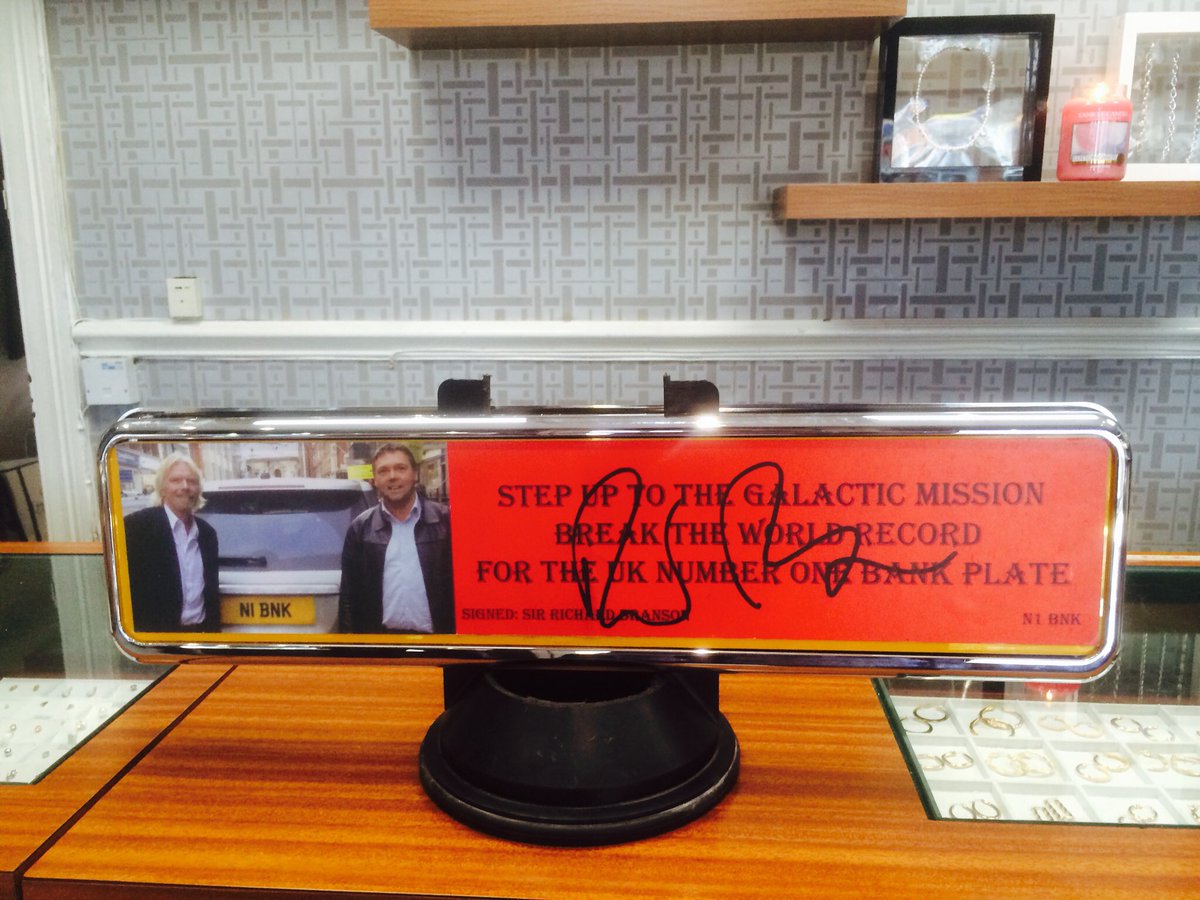 STEP UP TO THE GALACTIC MISSION
BREAK THE WORLD RECORD
FOR THE UK NUMBER ONE BANK PLATE
SIGNED: SIR RICHARD BRANSON
N1 BNK
N1 BNK